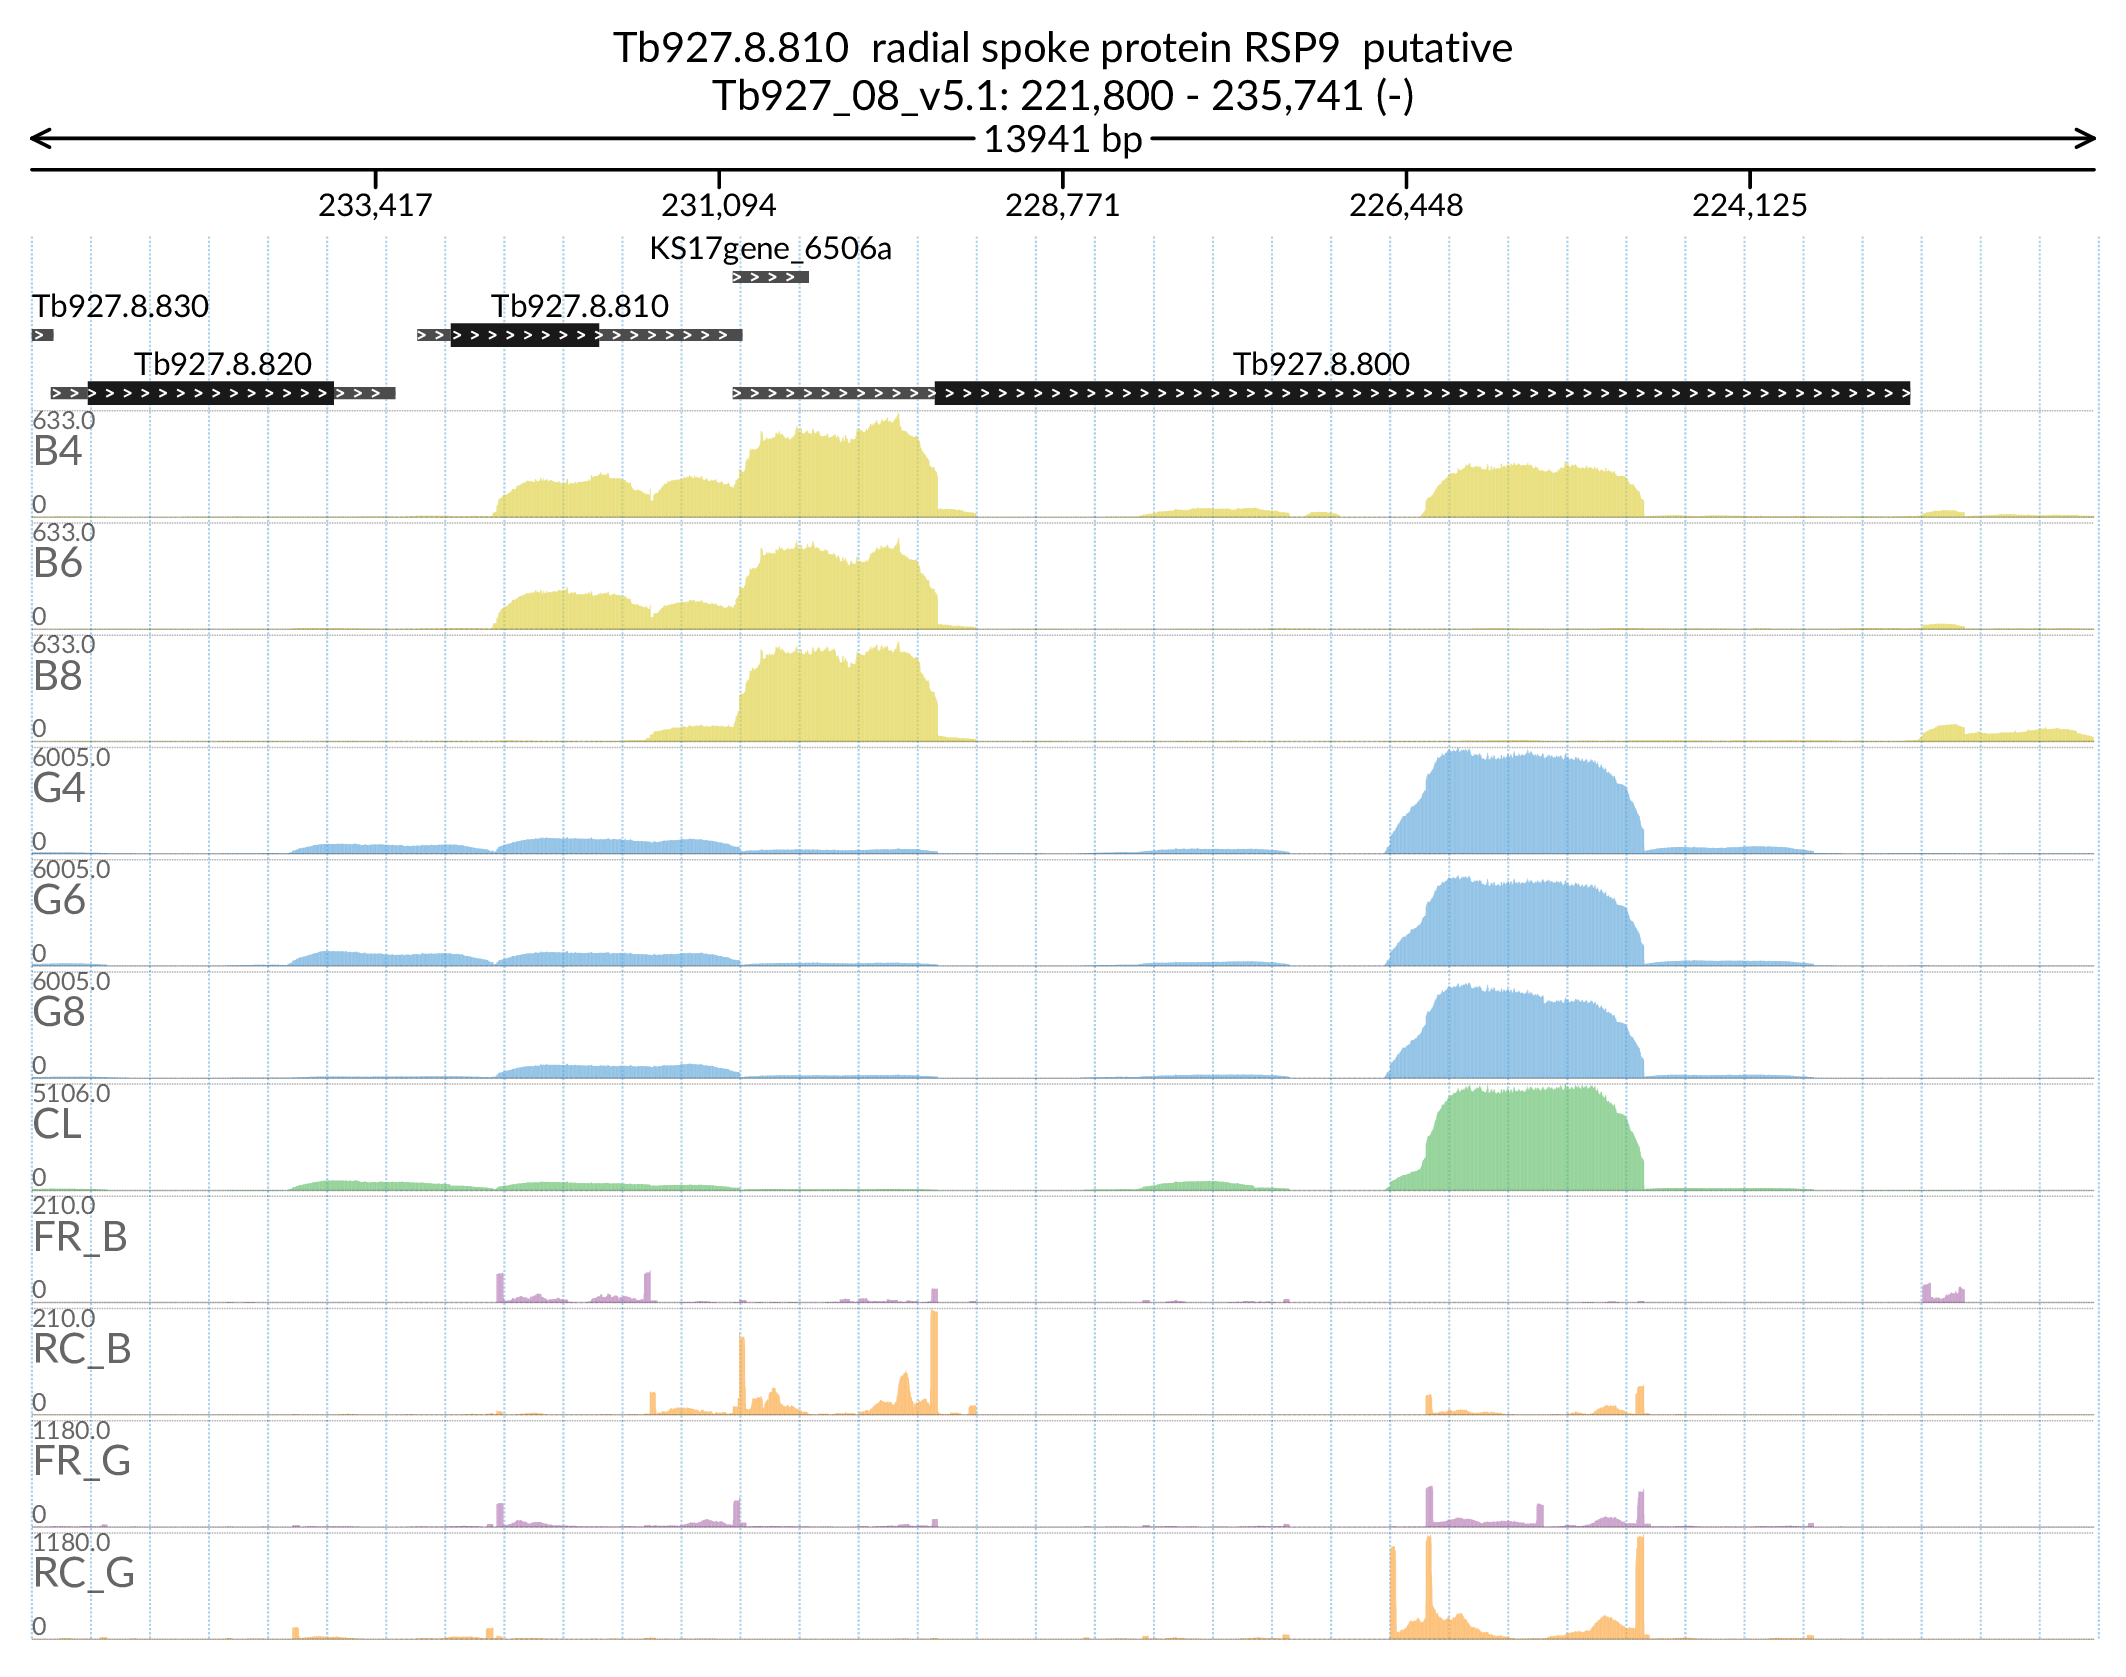 Tb927.8.810 radial spoke protein RSP9 putative
Tb927_08_v5.1: 221,800 - 235,741 (-)
13941 bp
233,417 231,094 228,771 226,448 224,125
KS17gene_6506a
Tb927.8.830 Tb927.8.810
Tb927.8.820 Tb927.8.800
633.0
B4
0
633.0
B6
0
633.0
B8
0
6005.0
G4
0
6005.0
G6
0
6005.0
G8
0
5106.0
CL
0
210.0
FR_B
0
210.0
RC_B
0
1180.0
FR_G
0
1180.0
RC_G
0